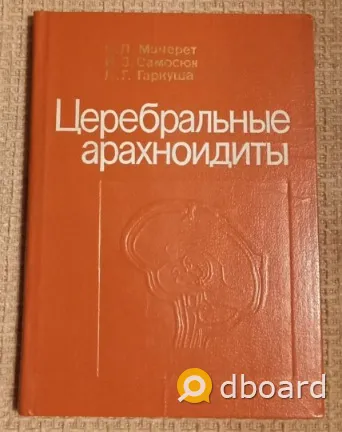 Е.Л. Мачерет
И.З. Самосюк
Л.Г. Гаркуша
Церебральные
арахноидиты
dboard